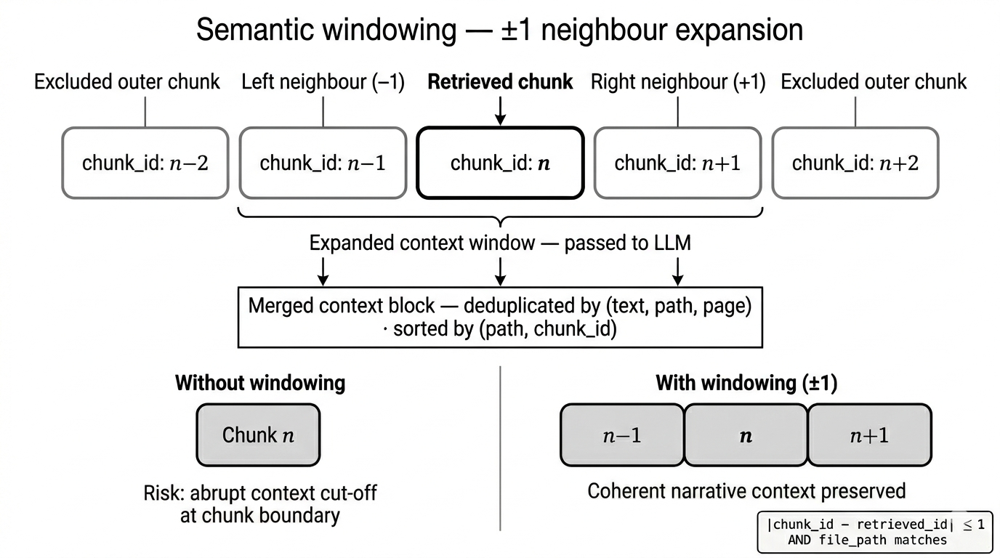 Semantic windowing — ±1 neighbour expansion
Excluded outer chunk
Left neighbour (−1)
Retrieved chunk
Right neighbour (+1)
Excluded outer chunk
chunk_id: n−2
chunk_id: n−1
chunk_id: n
chunk_id: n+1
chunk_id: n+2
Expanded context window — passed to LLM
Merged context block — deduplicated by (text, path, page)
· sorted by (path, chunk_id)
Without windowing
Chunk n
Risk: abrupt context cut-off
at chunk boundary
With windowing (±1)
n−1
n
n+1
Coherent narrative context preserved
|chunk_id − retrieved_id| ≤ 1
AND file_path matches